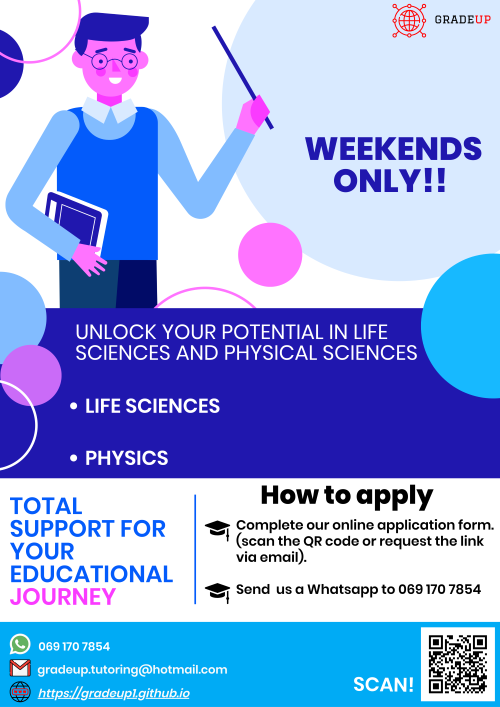 GRADEUP
WEEKENDS
ONLY!!
UNLOCK YOUR POTENTIAL IN LIFE
SCIENCES AND PHYSICAL SCIENCES
• LIFE SCIENCES
• PHYSICS
TOTAL
SUPPORT FOR
YOUR
EDUCATIONAL
JOURNEY
How to apply
Complete our online application form.
(scan the QR code or request the link
via email).
Send us a Whatsapp to 069 170 7854
069 170 7854
gradeup.tutoring@hotmail.com
https://gradeup1.github.io
SCAN!